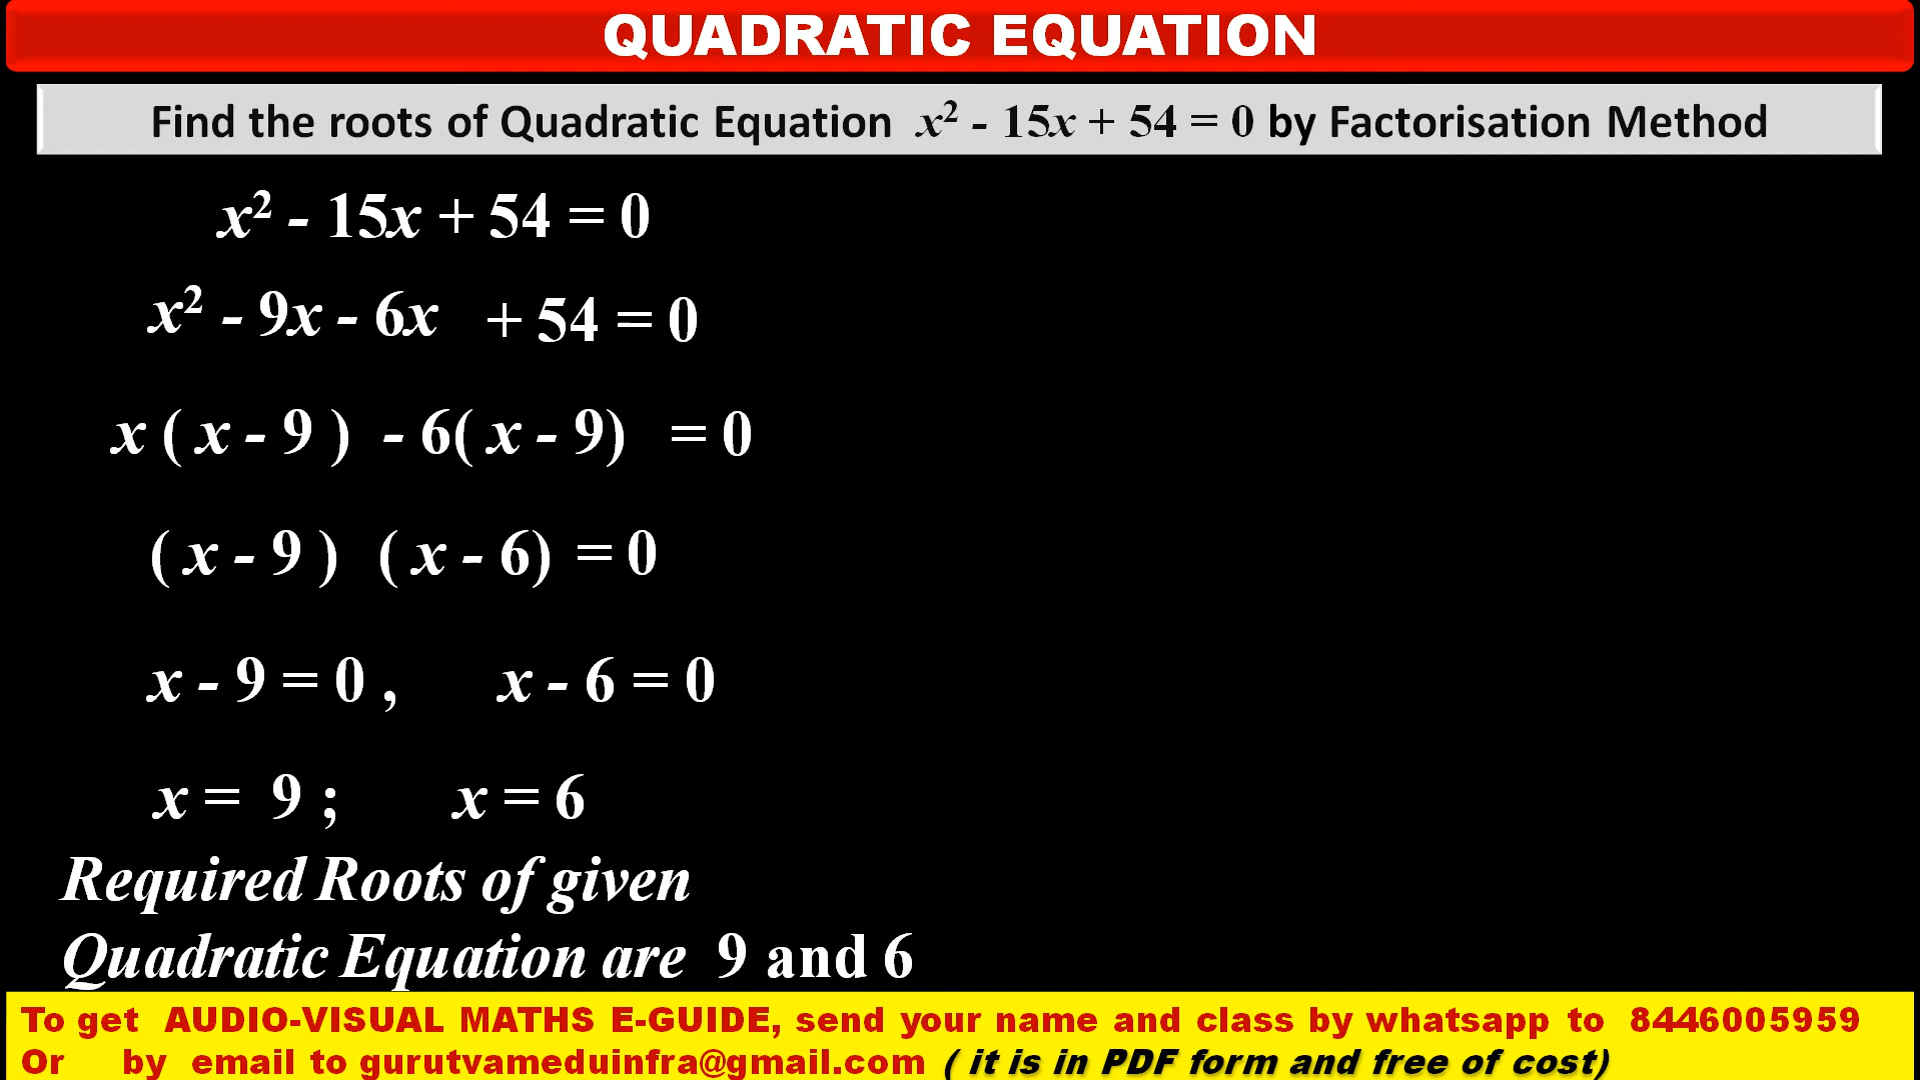 QUADRATIC EQUATION
Find the roots of Quadratic Equation x² - 15x + 54 = 0 by Factorisation Method
x² - 15x + 54 = 0
x² - 9x - 6x + 54 = 0
x ( x - 9 ) - 6( x - 9) = 0
( x - 9 ) ( x - 6) = 0
x - 9 = 0 , x - 6 = 0
x = 9 ; x = 6
Required Roots of given
Quadratic Equation are 9 and 6
To get AUDIO-VISUAL MATHS E-GUIDE, send your name and class by whatsapp to 8446005959
Or by email to gurutvameduinfra@gmail.com ( it is in PDF form and free of cost)